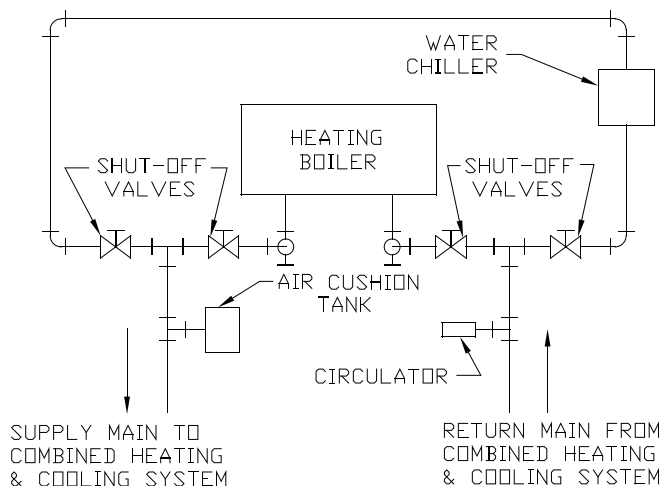 WATER
CHILLER
HEATING
BOILER
SHUT-OFF
VALVES
SHUT-OFF
VALVES
AIR CUSHION
TANK
CIRCULATOR
SUPPLY MAIN TO
COMBINED HEATING
& COOLING SYSTEM
RETURN MAIN FROM
COMBINED HEATING
& COOLING SYSTEM